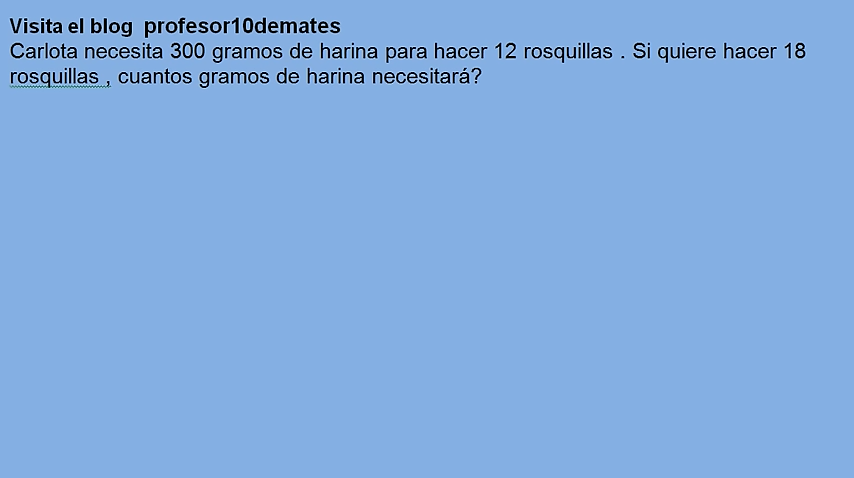 Visita el blog profesor10demates
Carlota necesita 300 gramos de harina para hacer 12 rosquillas . Si quiere hacer 18
rosquillas , cuantos gramos de harina necesitará?